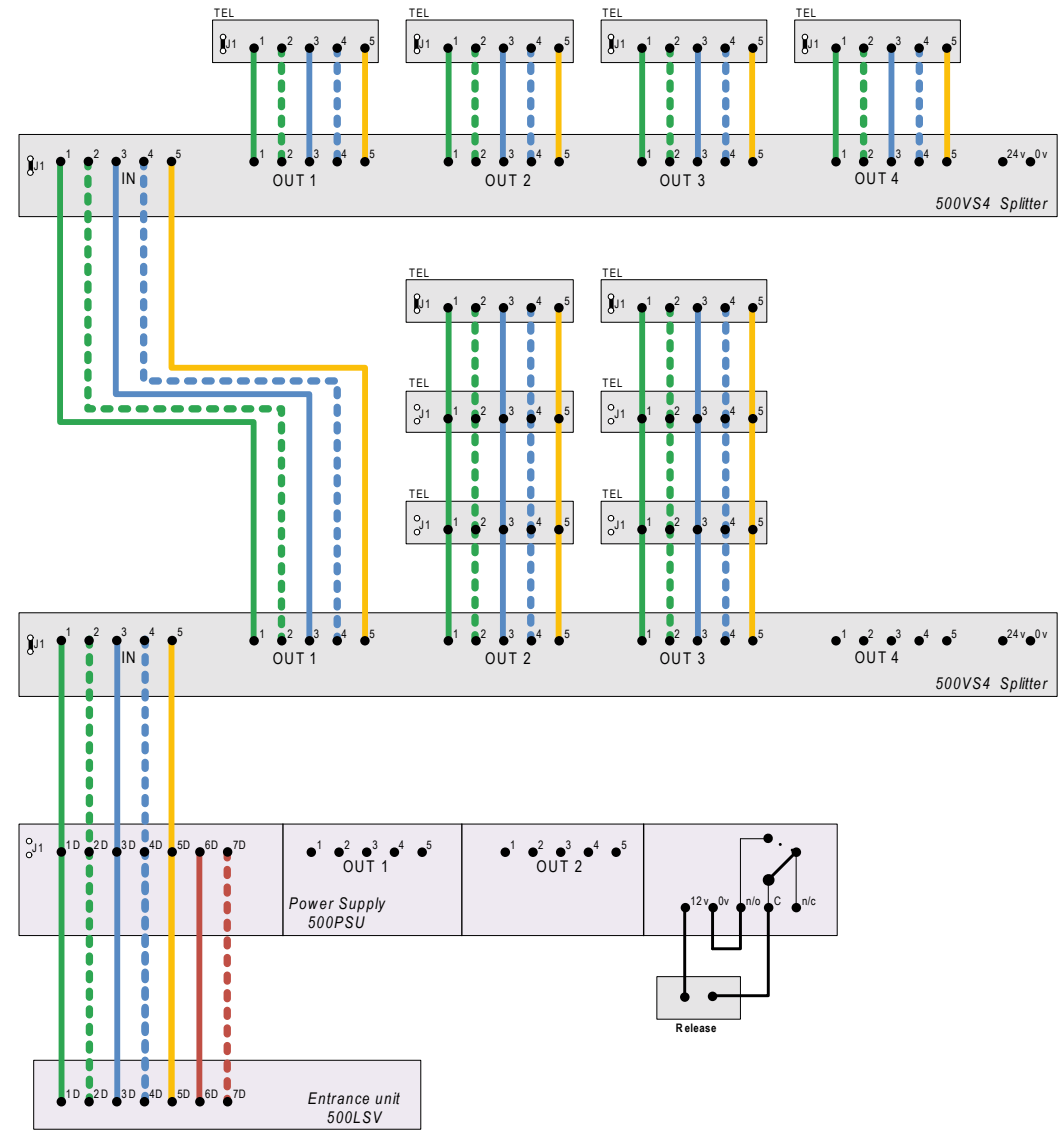 TEL TEL TEL TEL
J1 1 2 3 4 5 J1 1 2 3 4 5 J1 1 2 3 4 5 J1 1 2 3 4 5
J1 1 2 3 4 5 1 2 3 4 5 1 2 3 4 5 1 2 3 4 5 1 2 3 4 5 24v 0v
IN OUT 1 OUT 2 OUT 3 OUT 4
500VS4 Splitter
TEL TEL
J1 1 2 3 4 5 J1 1 2 3 4 5
TEL TEL
J1 1 2 3 4 5 J1 1 2 3 4 5
TEL TEL
J1 1 2 3 4 5 J1 1 2 3 4 5
J1 1 2 3 4 5 1 2 3 4 5 1 2 3 4 5 1 2 3 4 5 1 2 3 4 5 24v 0v
IN OUT 1 OUT 2 OUT 3 OUT 4
500VS4 Splitter
J1 1D 2D 3D 4D 5D 6D 7D 1 2 3 4 5 1 2 3 4 5
OUT 1 OUT 2
Power Supply
500PSU
12v 0v n/o C n/c
Release
1D 2D 3D 4D 5D 6D 7D
Entrance unit
500LSV